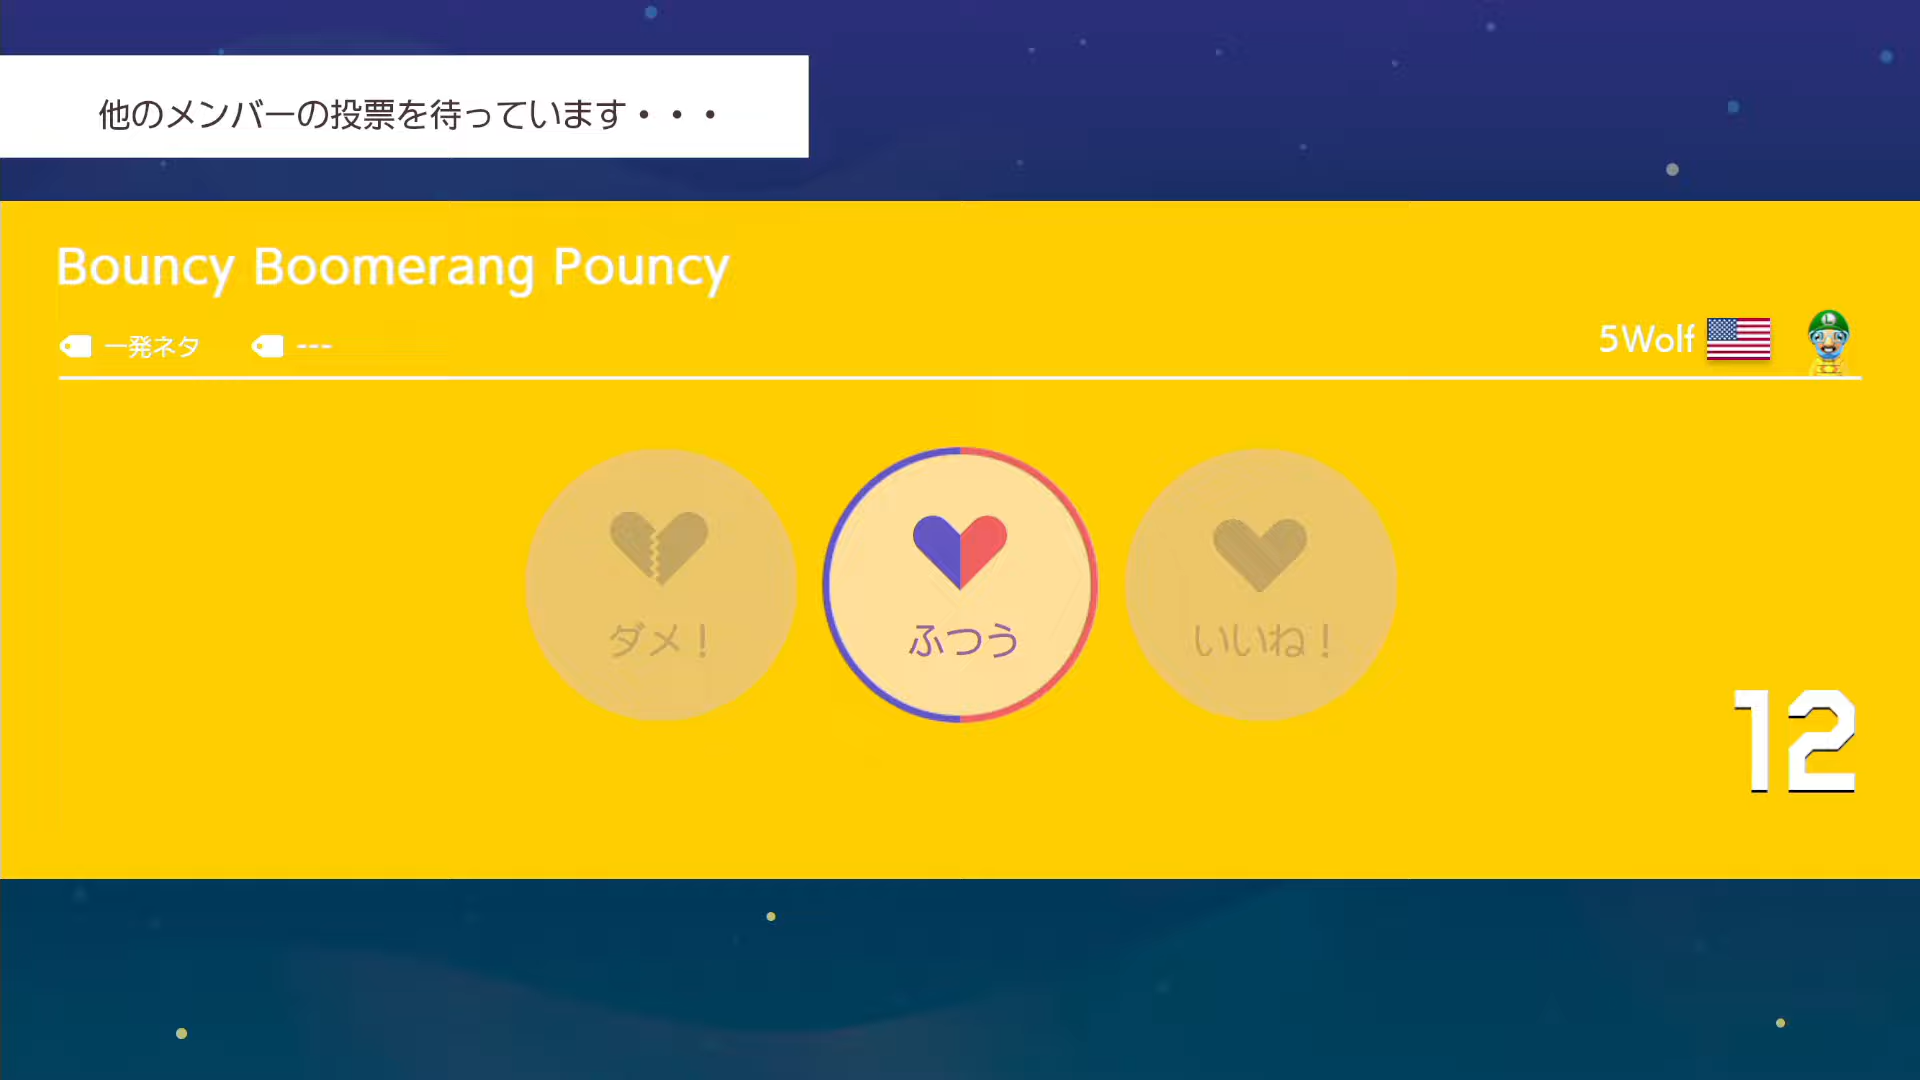 他のメンバーの投票を待っています・・・
Bouncy Boomerang Pouncy
一発ネタ ---
5Wolf
L
ダメ！ ふつう いいね！
12